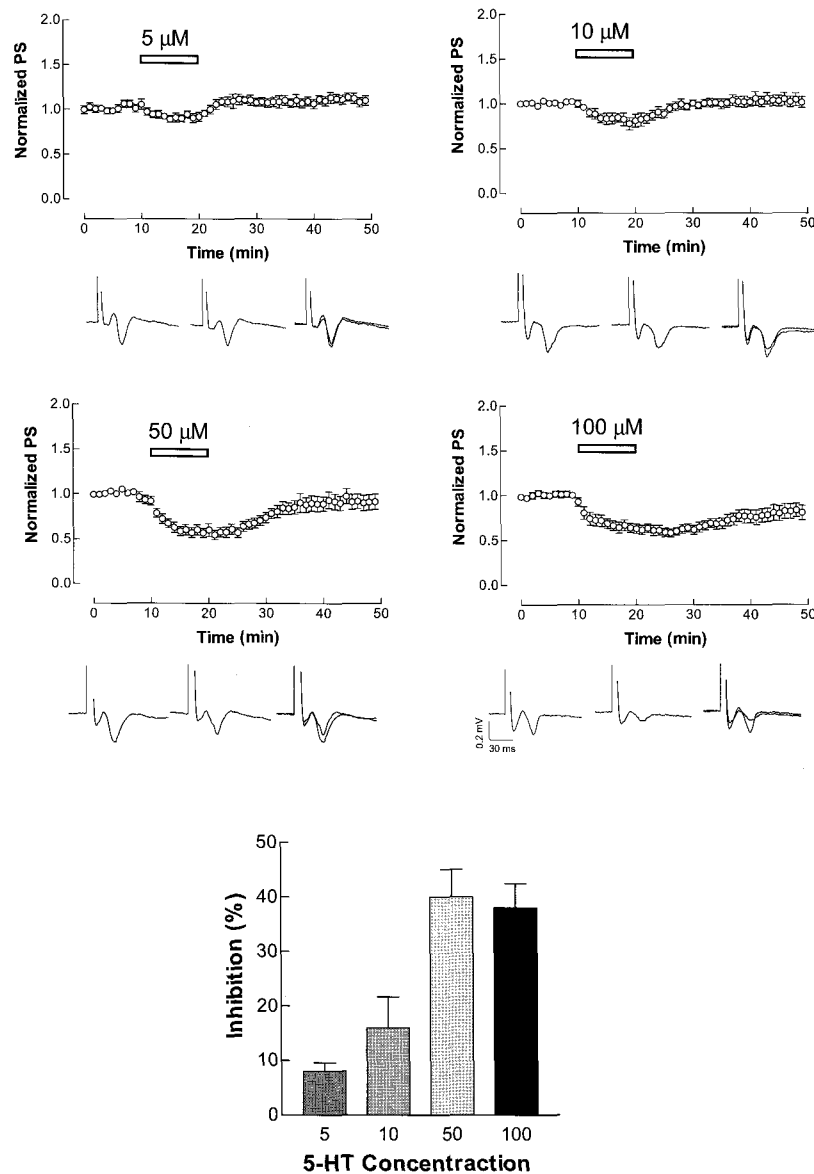 5 µM
Normalized PS
2.0
1.5
1.0
0.5
0.0
0 10 20 30 40 50
Time (min)
10 µM
Normalized PS
2.0
1.5
1.0
0.5
0.0
0 10 20 30 40 50
Time (min)
50 µM
Normalized PS
2.0
1.5
1.0
0.5
0.0
0 10 20 30 40 50
Time (min)
100 µM
Normalized PS
2.0
1.5
1.0
0.5
0.0
0 10 20 30 40 50
Time (min)
0.2 mV
30 ms
Inhibition (%)
50
40
30
20
10
0
5 10 50 100
5-HT Concentraction